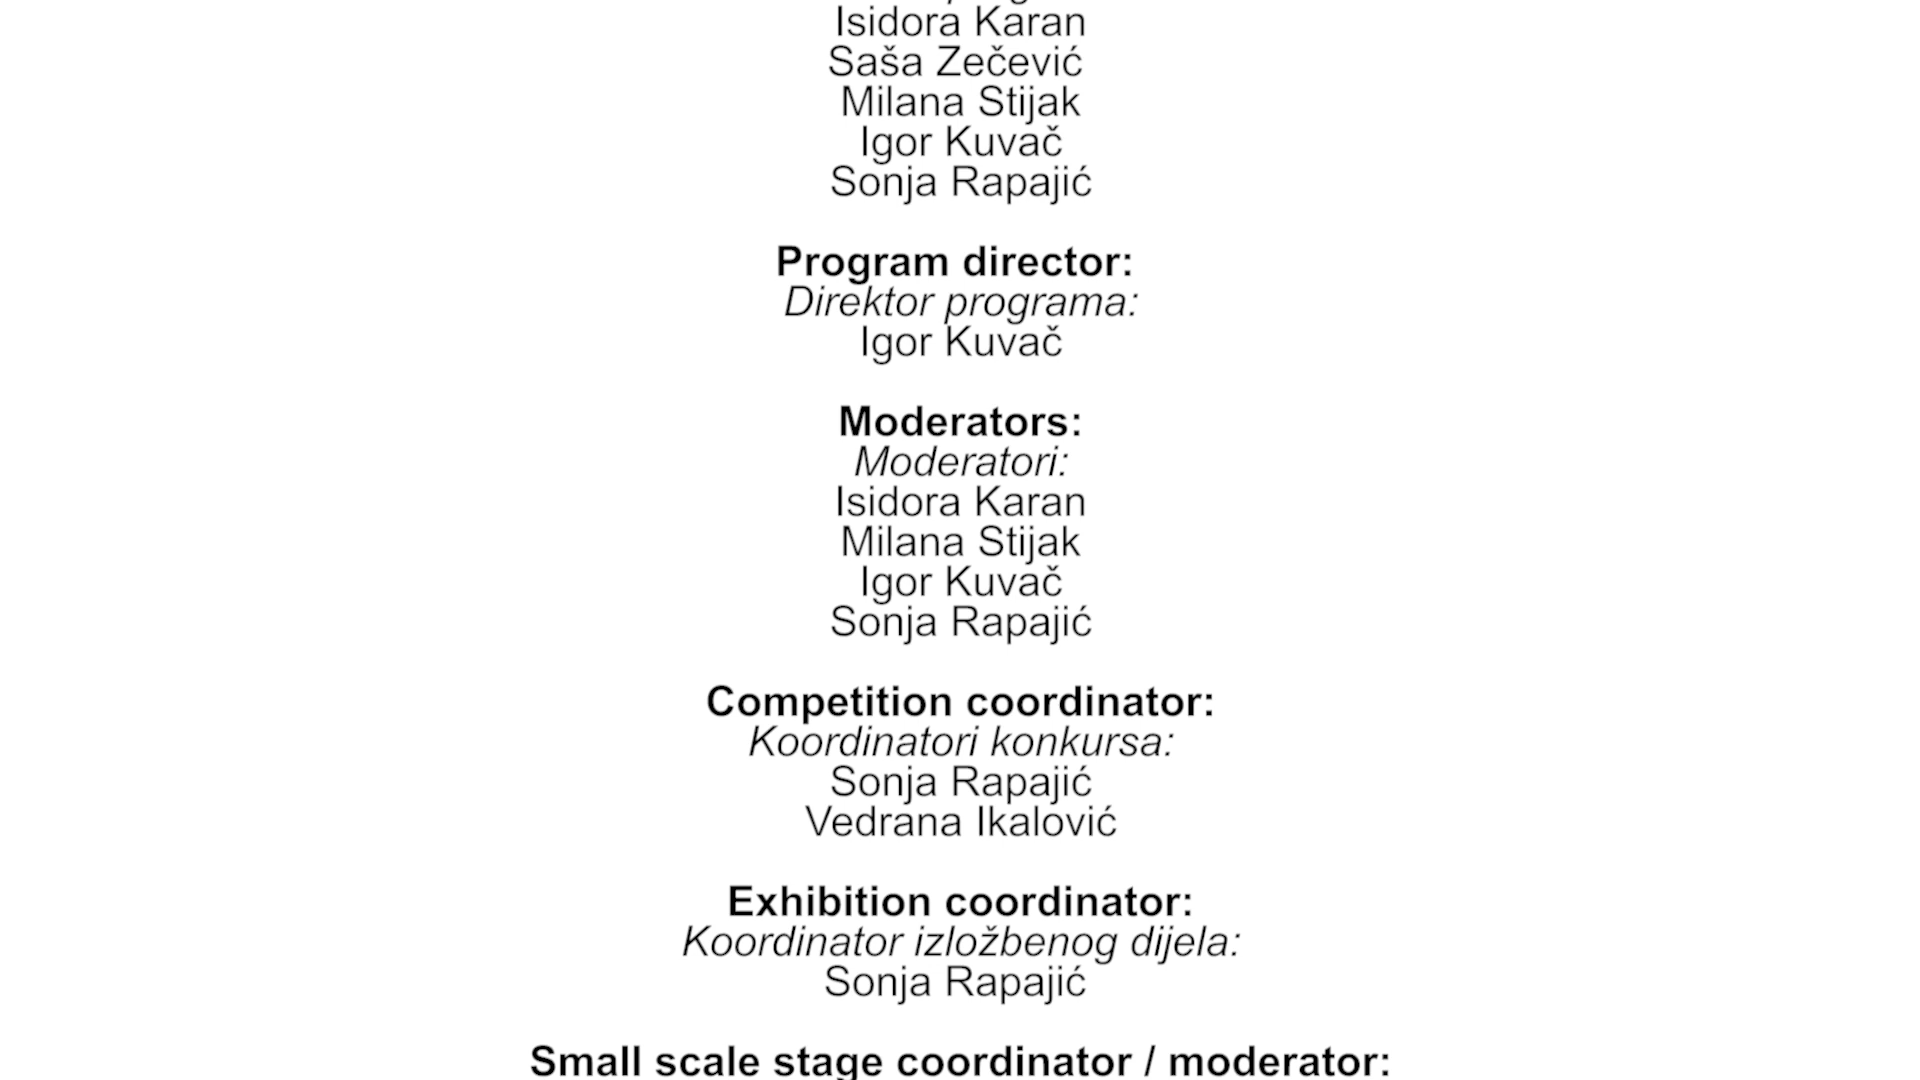 Isidora Karan
Saša Zečević
Milana Stijak
Igor Kuvač
Sonja Rapajić
Program director:
Direktor programa:
Igor Kuvač
Moderators:
Moderatori:
Isidora Karan
Milana Stijak
Igor Kuvač
Sonja Rapajić
Competition coordinator:
Koordinatori konkursa:
Sonja Rapajić
Vedrana Ikalović
Exhibition coordinator:
Koordinator izložbenog dijela:
Sonja Rapajić
Small scale stage coordinator / moderator: